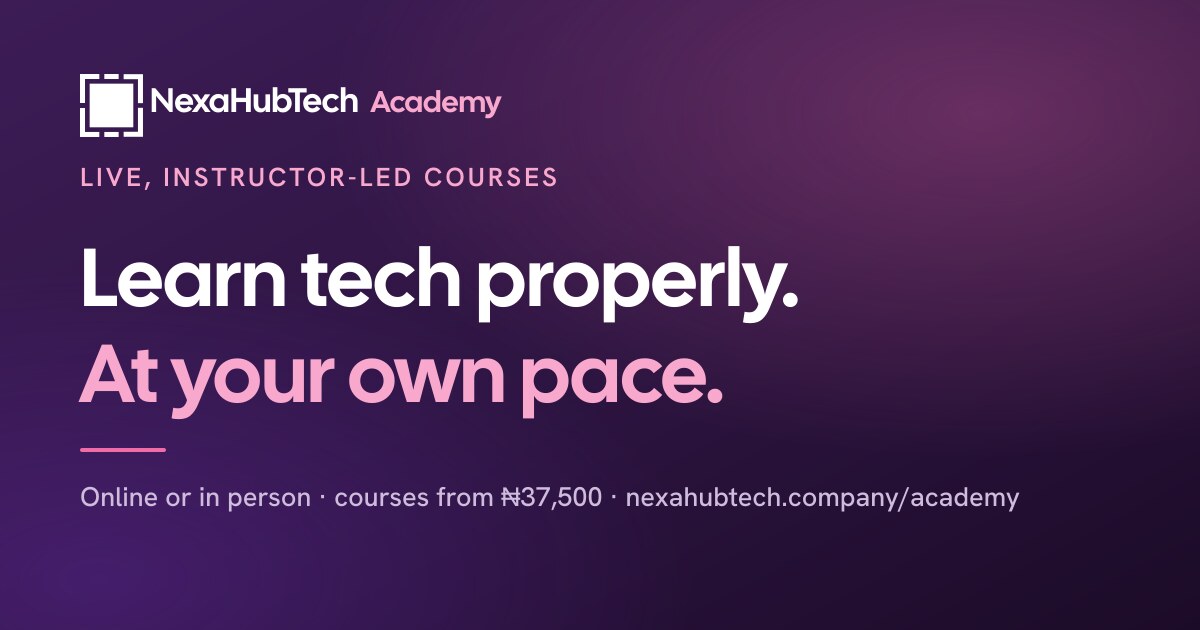 NexaHubTech Academy
LIVE, INSTRUCTOR-LED COURSES
Learn tech properly.
At your own pace.
Online or in person · courses from ₦37,500 · nexahubtech.company/academy